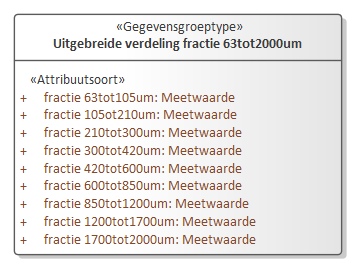 «Gegevensgroeptype»
Uitgebreide verdeling fractie 63tot2000um
«Attribuutsoort»
+ fractie 63tot105um: Meetwaarde
+ fractie 105ot210um: Meetwaarde
+ fractie 210tot300um: Meetwaarde
+ fractie 300tot420um: Meetwaarde
+ fractie 420tot600um: Meetwaarde
+ fractie 600tot850um: Meetwaarde
+ fractie 850tot1200um: Meetwaarde
+ fractie 1200tot1700um: Meetwaarde
+ fractie 1700tot2000um: Meetwaarde